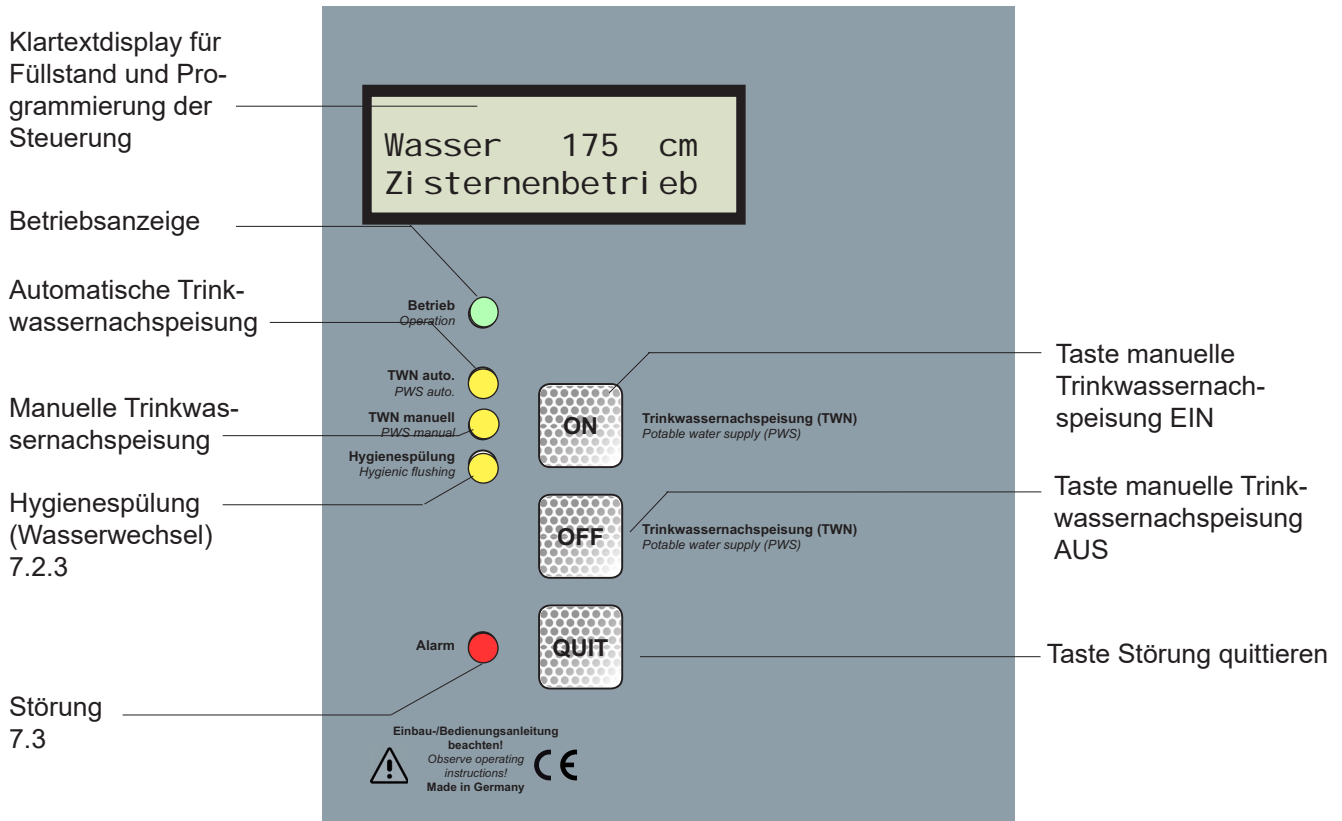 Klartextdisplay für
Füllstand und Pro-
grammierung der
Steuerung
Wasser 175 cm
Zisternenbetrieb
Betriebsanzeige
Automatische Trink-
wassernachspeisung
Betrieb
Operation
TWN auto.
PWS auto.
Manuelle Trinkwas-
sernachspeisung
TWN manuell
PWS manual
Hygienespülung
Hygienic flushing
Hygienespülung
(Wasserwechsel)
7.2.3
ON
Trinkwassernachspeisung (TWN)
Potable water supply (PWS)
Taste manuelle
Trinkwassernach-
speisung EIN
OFF
Trinkwassernachspeisung (TWN)
Potable water supply (PWS)
Taste manuelle Trink-
wassernachspeisung
AUS
Alarm
QUIT
Taste Störung quittieren
Störung
7.3
Einbau-/Bedienungsanleitung
beachten!
Observe operating
instructions!
Made in Germany
CE